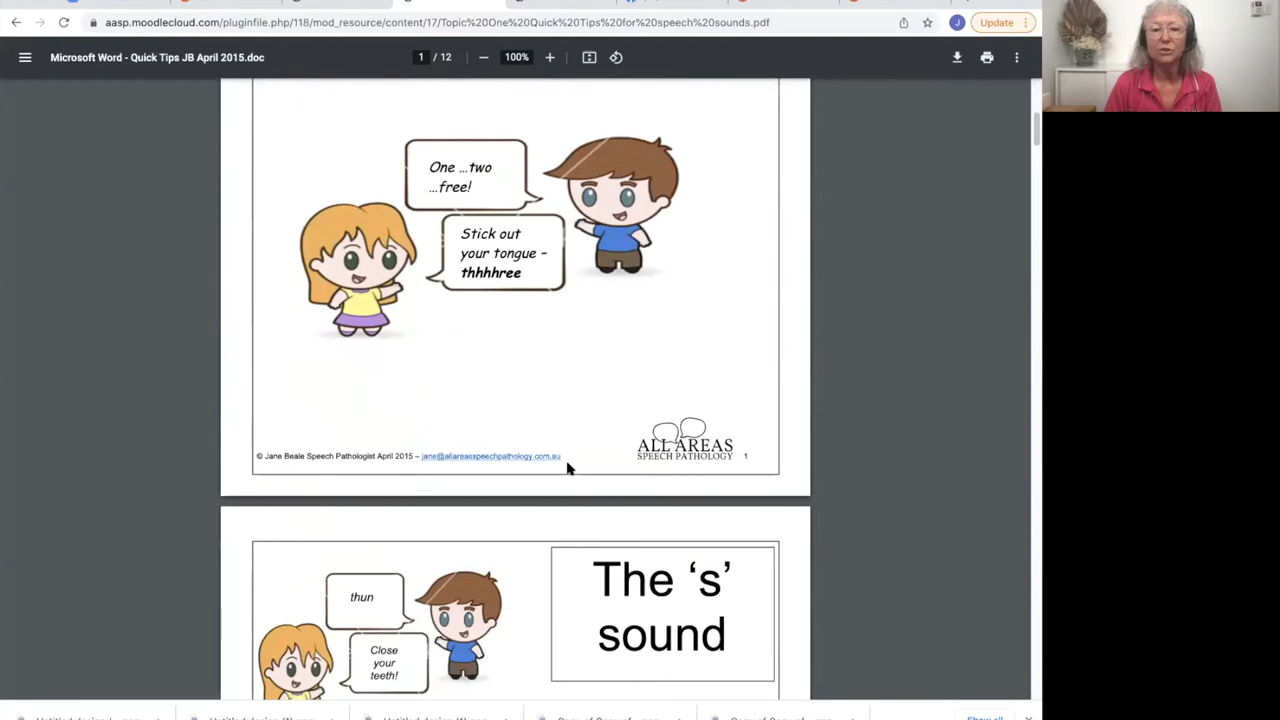 aasp.moodlecloud.com/pluginfile.php/118/mod_resource/content/17/Topic%20One%20Quick%20Tips%20for%20speech%20sounds.pdf
J
Update
Microsoft Word - Quick Tips JB April 2015.doc
1 / 12
100%
One ...two
...free!
Stick out
your tongue -
thhhhree
© Jane Beale Speech Pathologist April 2015 – jane@allareasspeechpathology.com.au
ALL AREAS
SPEECH PATHOLOGY
1
thun
Close
your
teeth!
The ‘s’
sound
Show all